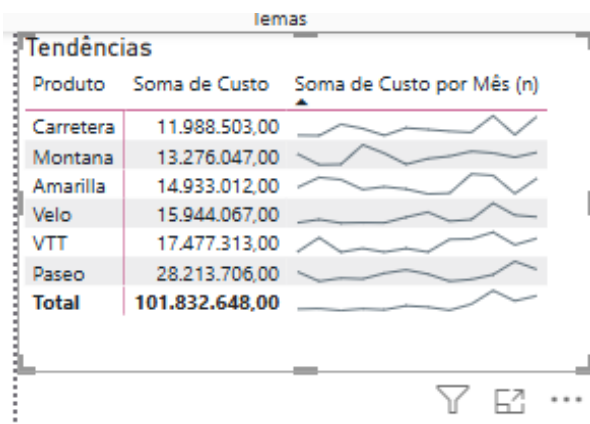 Temas
Tendências
Produto Soma de Custo Soma de Custo por Mês (n)
Carretera 11.988.503,00
Montana 13.276.047,00
Amarilla 14.933.012,00
Velo 15.944.067,00
VTT 17.477.313,00
Paseo 28.213.706,00
Total 101.832.648,00